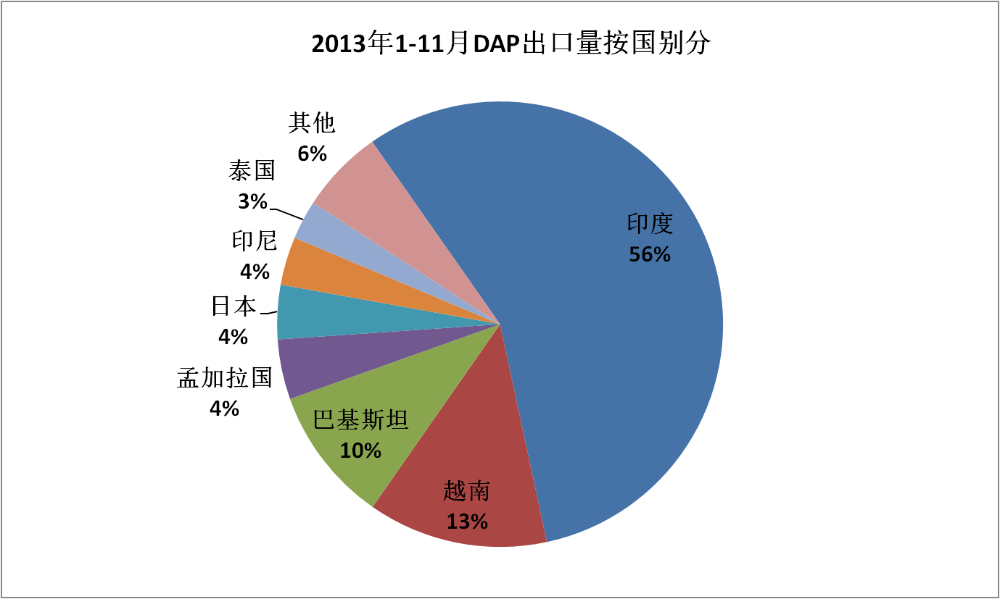 2013年1-11月DAP出口量按国别分
其他
6%
泰国
3%
印尼
4%
日本
4%
孟加拉国
4%
巴基斯坦
10%
越南
13%
印度
56%